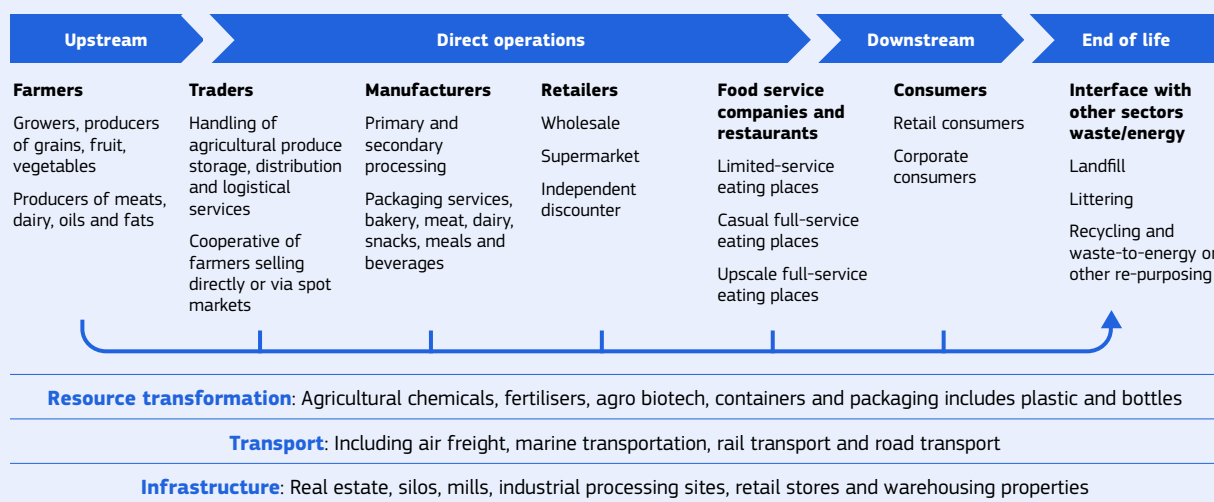 Upstream
Direct operations
Downstream
End of life
Farmers
Growers, producers
of grains, fruit,
vegetables
Producers of meats,
dairy, oils and fats
Traders
Handling of
agricultural produce
storage, distribution
and logistical
services
Cooperative of
farmers selling
directly or via spot
markets
Manufacturers
Primary and
secondary
processing
Packaging services,
bakery, meat, dairy,
snacks, meals and
beverages
Retailers
Wholesale
Supermarket
Independent
discounter
Food service
companies and
restaurants
Limited-service
eating places
Casual full-service
eating places
Upscale full-service
eating places
Consumers
Retail consumers
Corporate
consumers
Interface with
other sectors
waste/energy
Landfill
Littering
Recycling and
waste-to-energy or
other re-purposing
Resource transformation: Agricultural chemicals, fertilisers, agro biotech, containers and packaging includes plastic and bottles
Transport: Including air freight, marine transportation, rail transport and road transport
Infrastructure: Real estate, silos, mills, industrial processing sites, retail stores and warehousing properties